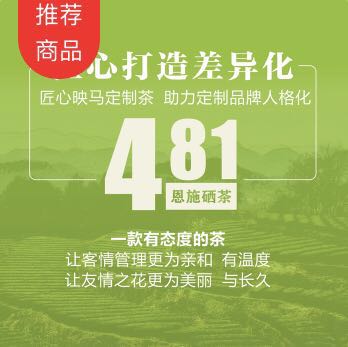 推荐
商品
心打造差异化
匠心映马定制茶 助力定制品牌人格化
481
恩施硒茶
一款有态度的茶
让客情管理更为亲和 有温度
让友情之花更为美丽 与长久